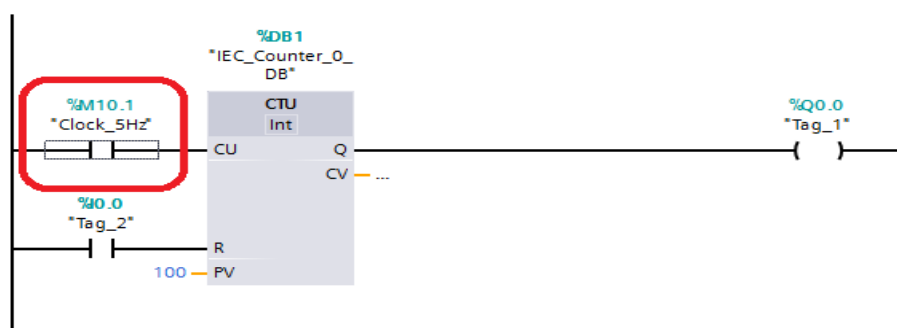 %DB1
"IEC_Counter_0_
DB"
%M10.1
"Clock_5Hz"
CTU
Int
%Q0.0
"Tag_1"
CU
Q
CV
...
%I0.0
"Tag_2"
R
100
PV